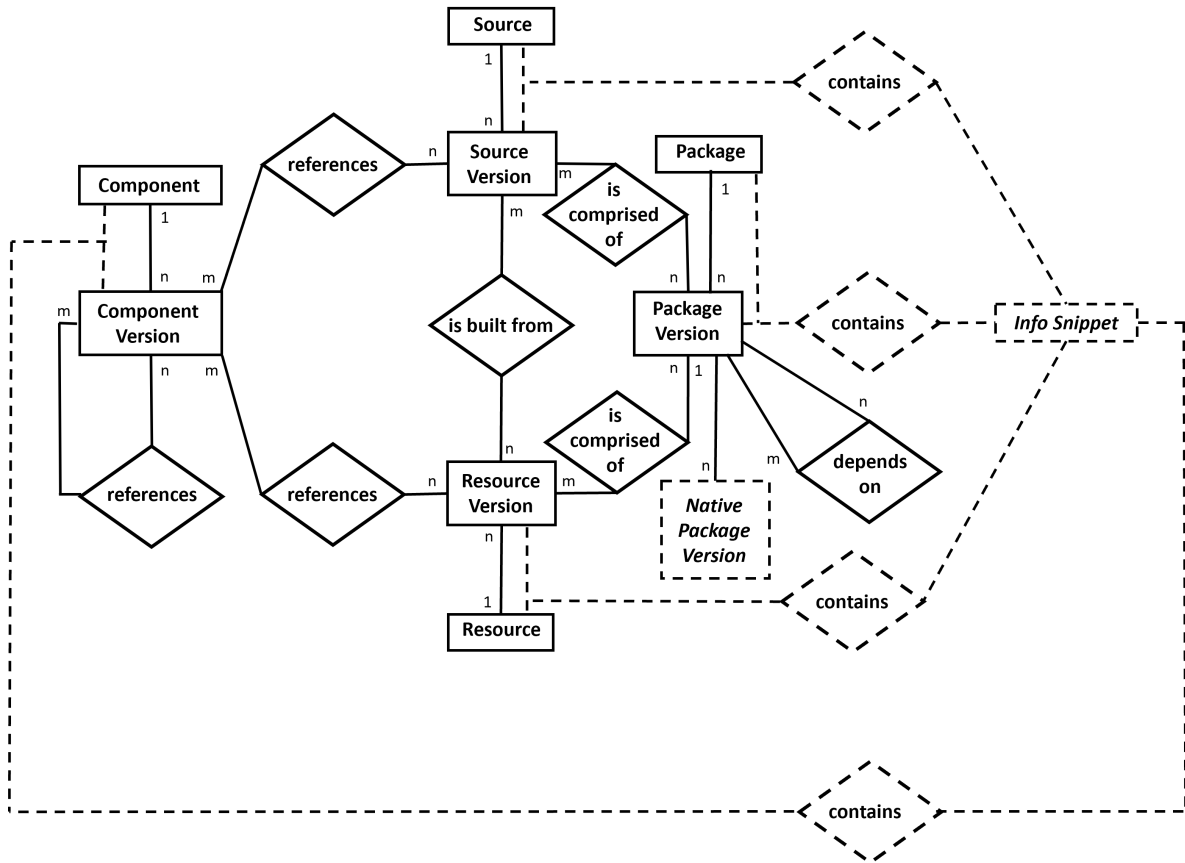 Source
1
contains
n
references
n
Source
Version
m
is
comprised
of
Package
1
Component
1
m
n
n
m
n
m
Component
Version
n
m
is built from
Package
Version
contains
Info Snippet
n
1
n
is
comprised
of
depends
on
m
n
n
references
references
n
Resource
Version
m
n
Native
Package
Version
n
1
Resource
contains
contains